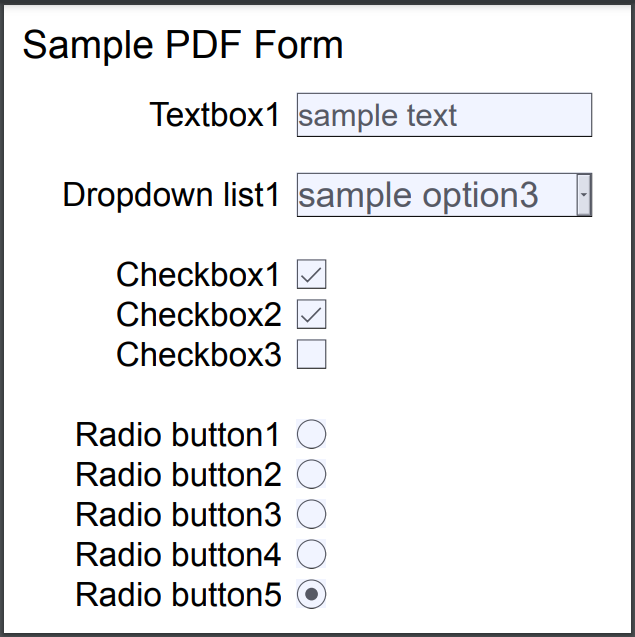 Sample PDF Form
Textbox1 sample text
Dropdown list1 sample option3
Checkbox1
Checkbox2
Checkbox3
Radio button1
Radio button2
Radio button3
Radio button4
Radio button5